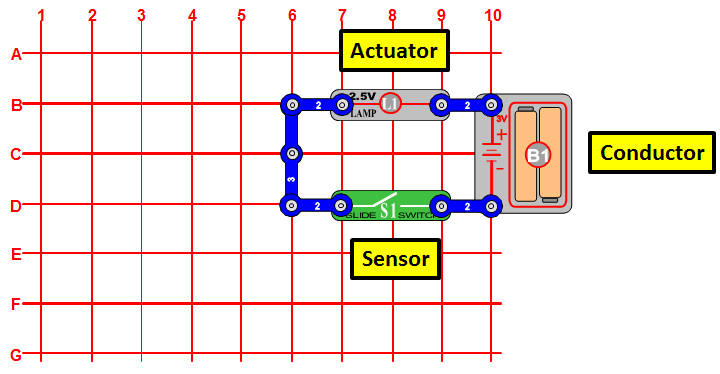 1 2 3 4 5 6 7 8 9 10
Actuator
A
2.5V
B 2 L1 2
LAMP
3V
+
C B1 Conductor
−
3
D 2 S1 2
SLIDE SWITCH
E Sensor
F
G